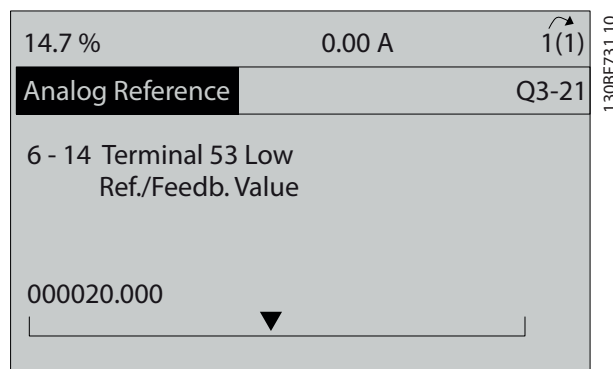 14.7 % 0.00 A 1(1)
Analog Reference Q3-21
6 - 14 Terminal 53 Low
Ref./Feedb. Value
000020.000
130BF731.10